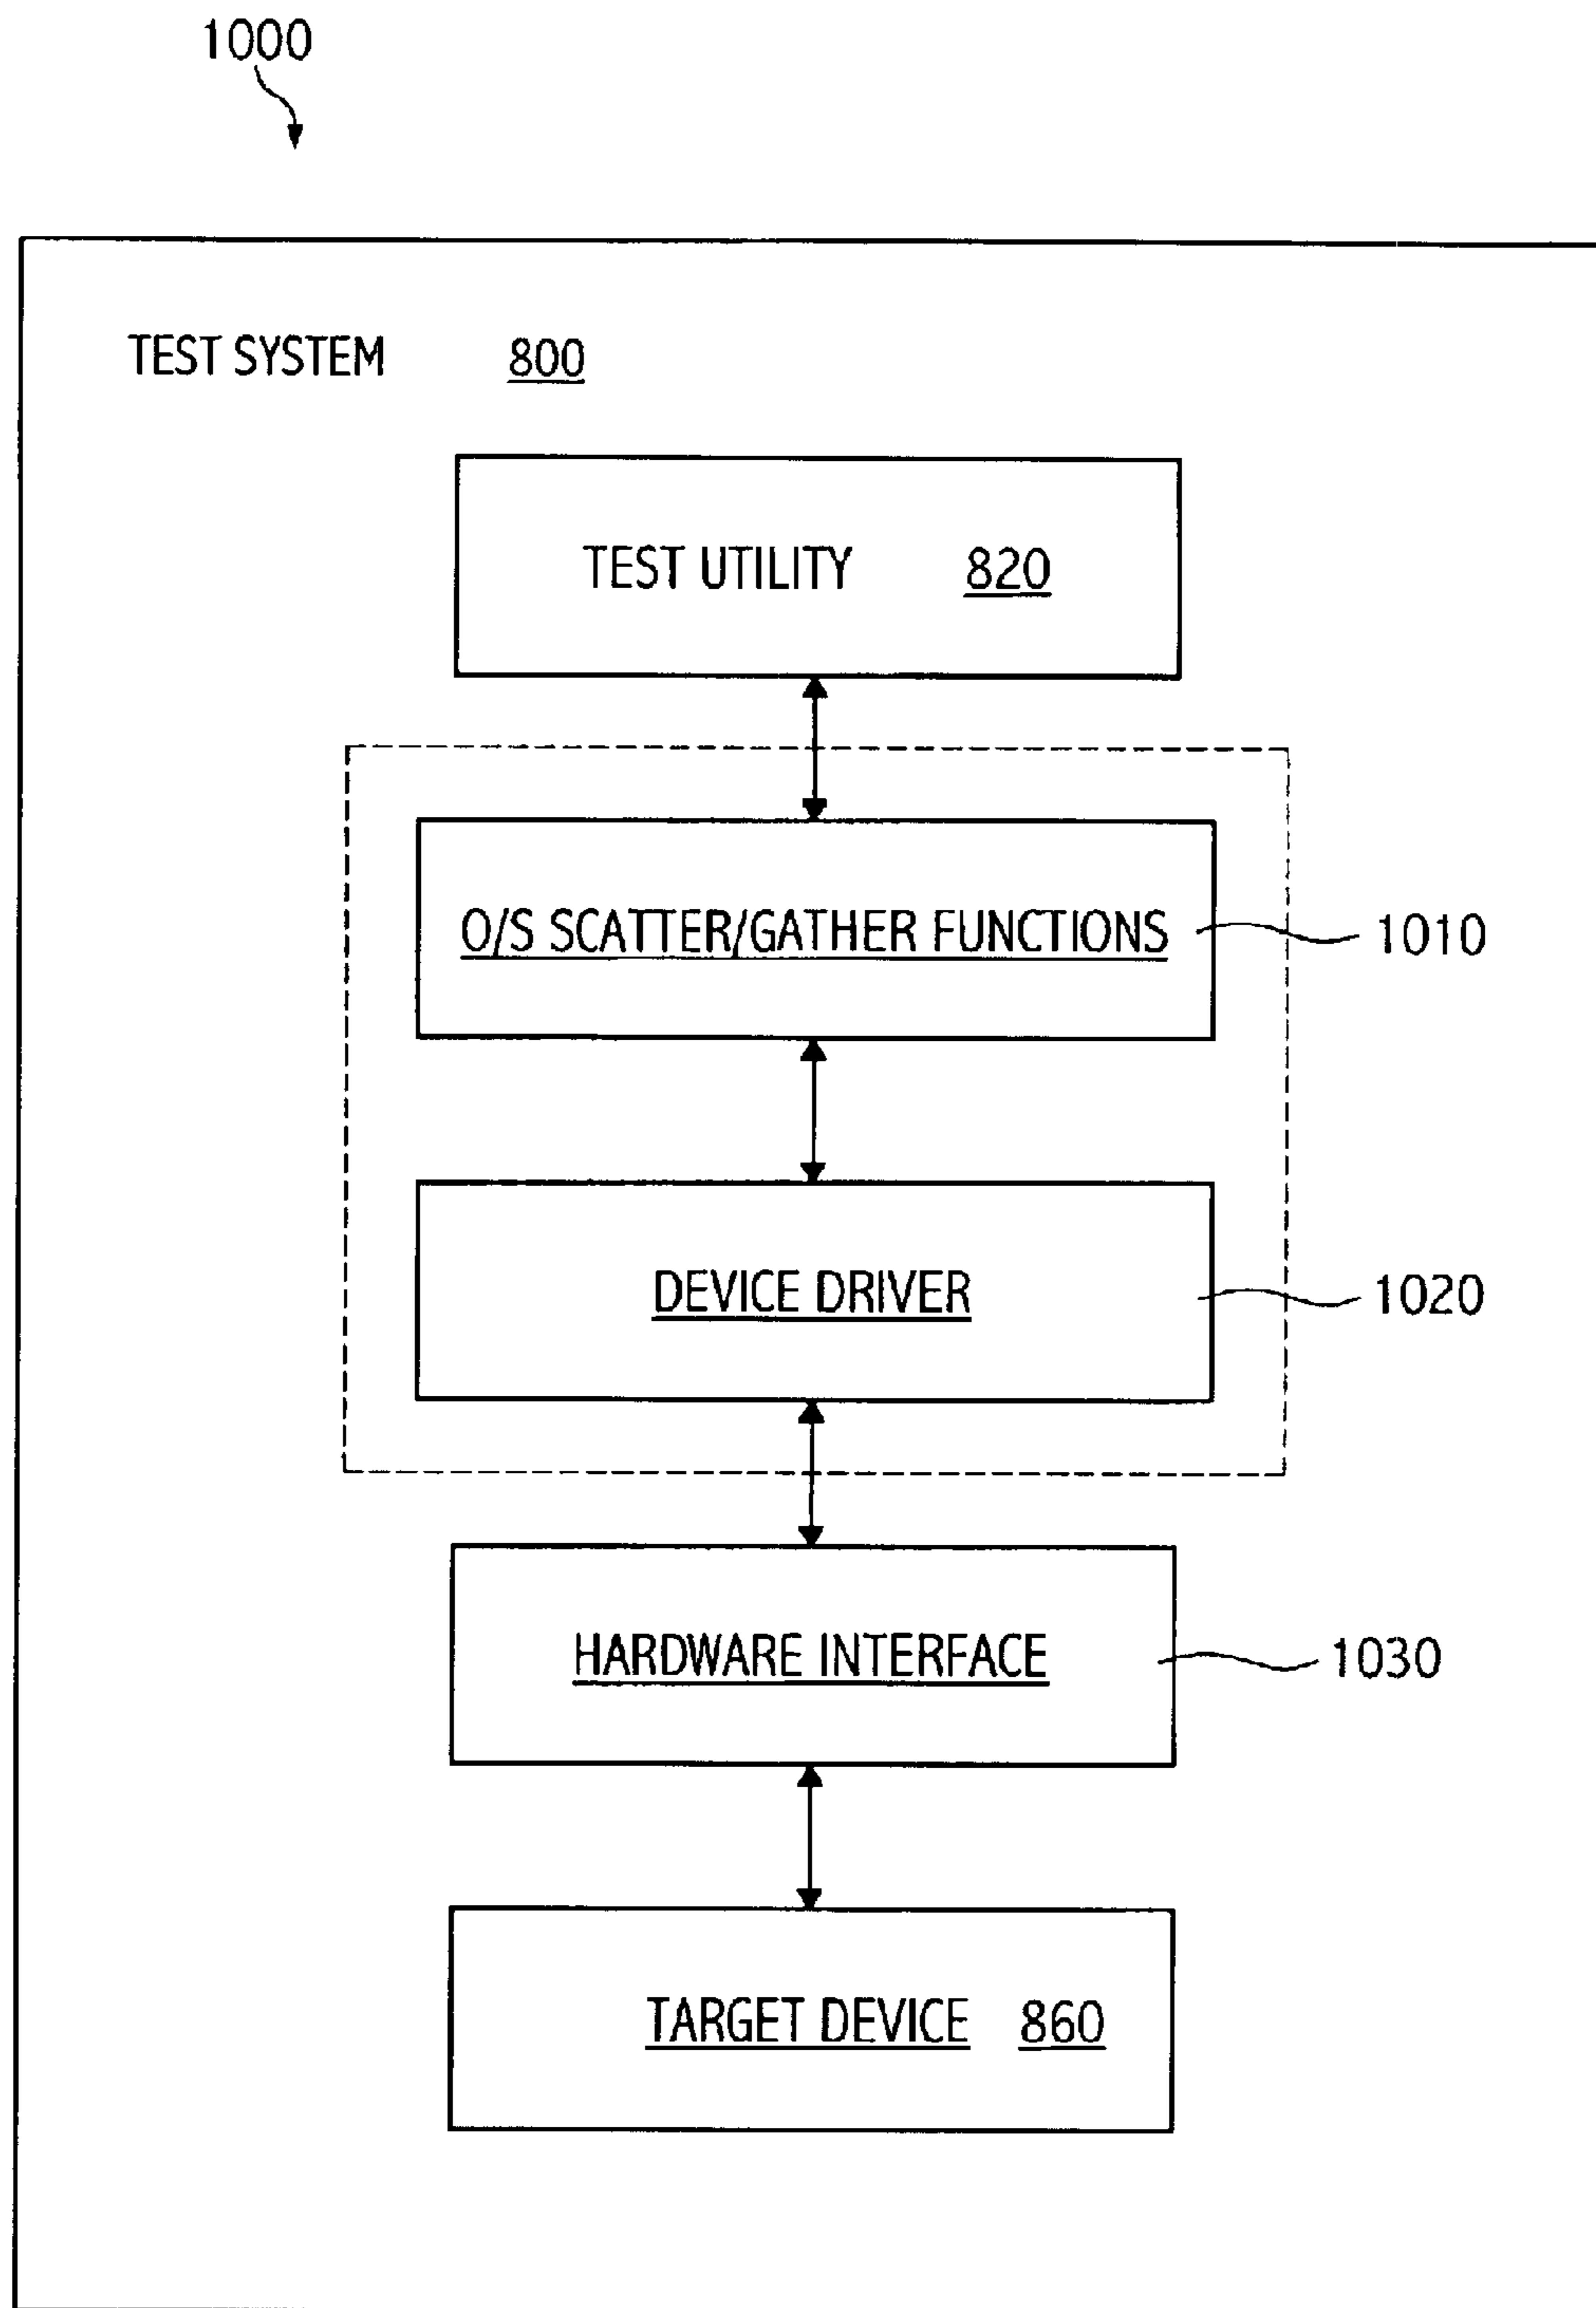 1000
TEST SYSTEM 800
TEST UTILITY 820
O/S SCATTER/GATHER FUNCTIONS 1010
DEVICE DRIVER 1020
HARDWARE INTERFACE 1030
TARGET DEVICE 860